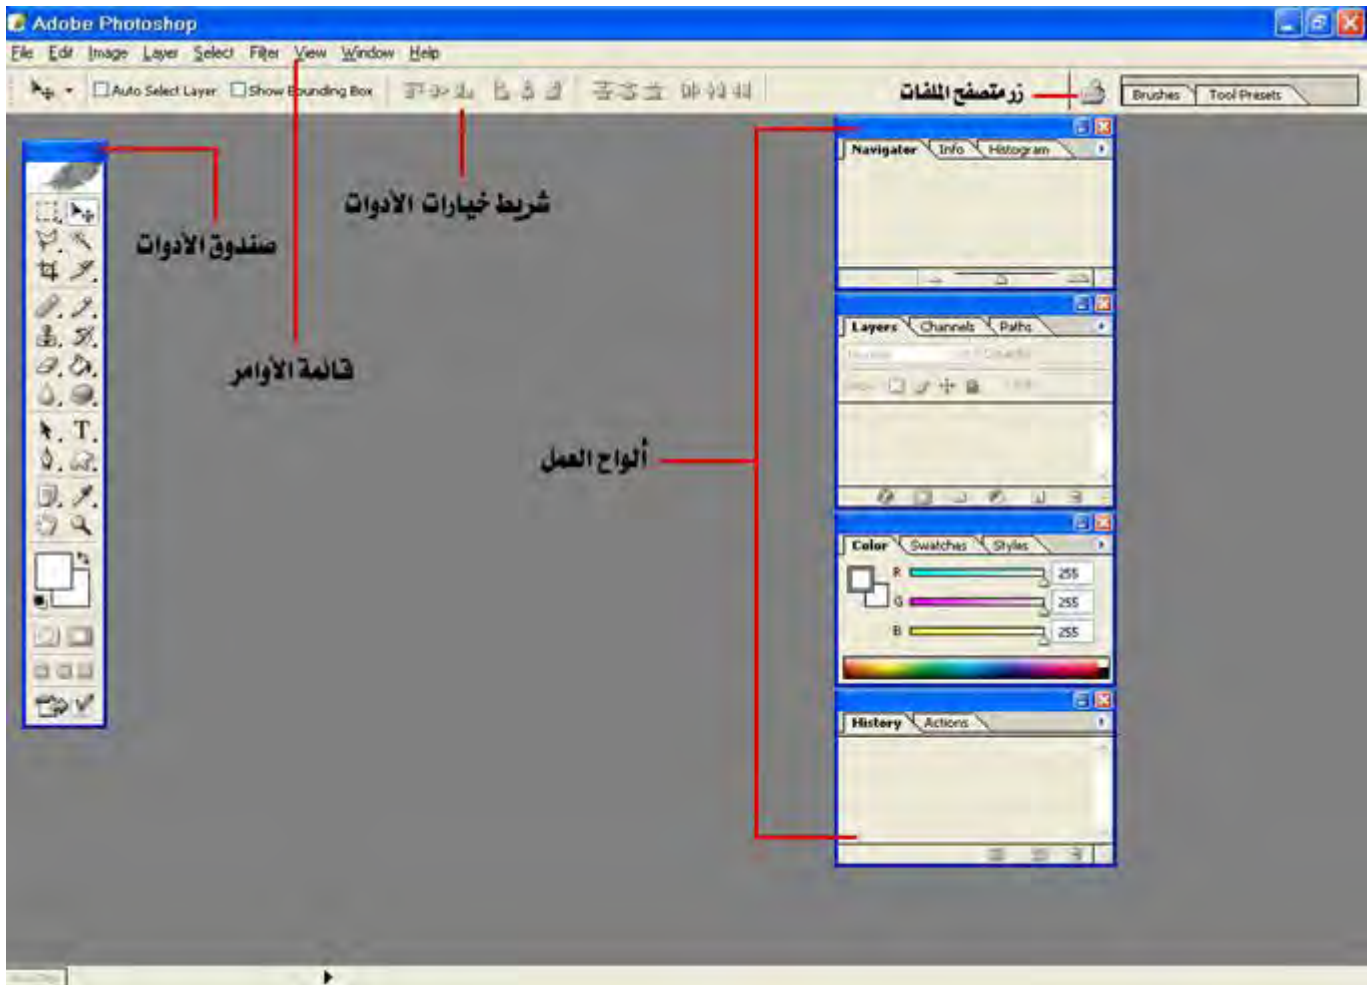 Adobe Photoshop
File Edit Image Layer Select Filter View Window Help
Auto Select Layer Show Bounding Box
زر متصفح الملفات
Brushes Tool Presets
Navigator Info Histogram
شريط خيارات الأدوات
صندوق الأدوات
Layers Channels Paths
قائمة الأوامر
T
ألواح العمل
Color Swatches Styles
R 255
G 255
B 255
History Actions